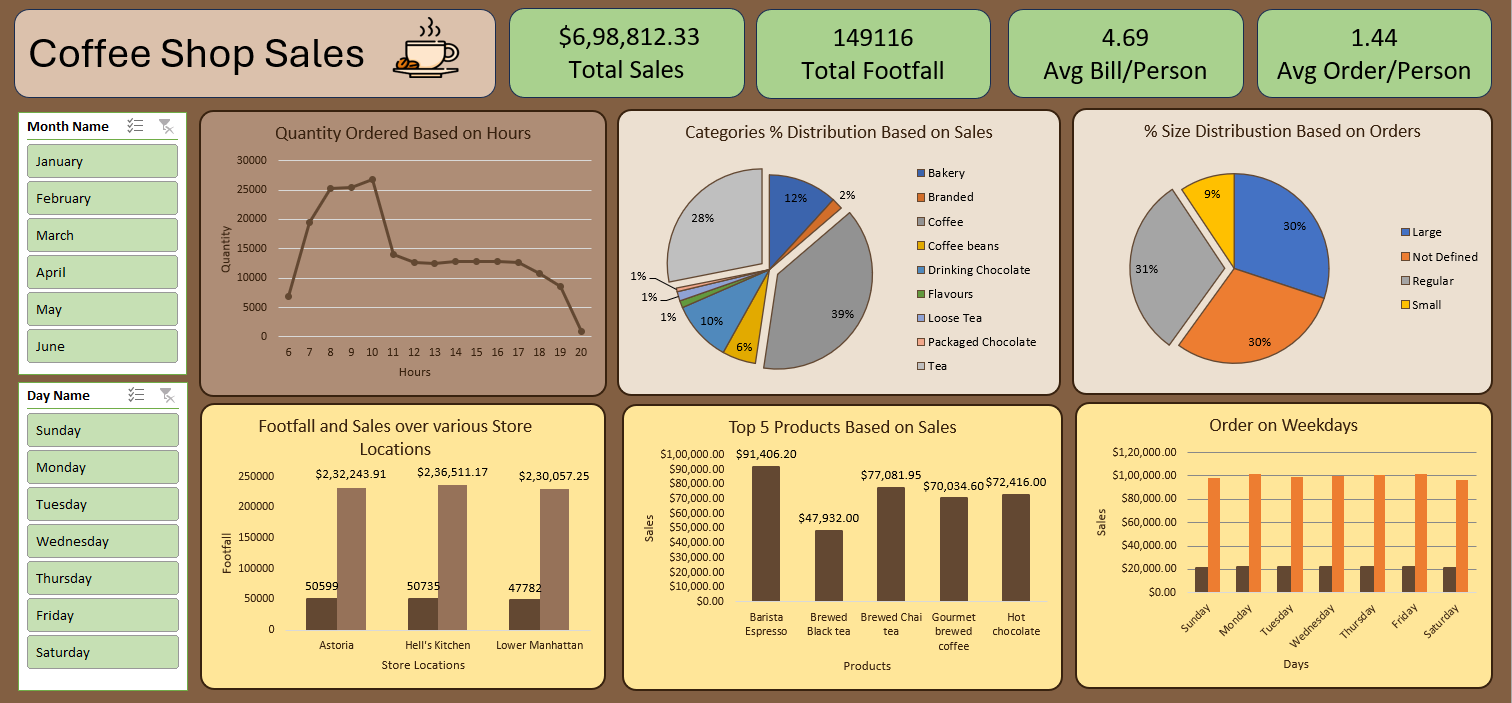 Coffee Shop Sales
$6,98,812.33
Total Sales
149116
Total Footfall
4.69
Avg Bill/Person
1.44
Avg Order/Person
Month Name
January
February
March
April
May
June
Day Name
Sunday
Monday
Tuesday
Wednesday
Thursday
Friday
Saturday
Quantity Ordered Based on Hours
Quantity
30000
25000
20000
15000
10000
5000
0
6 7 8 9 10 11 12 13 14 15 16 17 18 19 20
Hours
Categories % Distribution Based on Sales
12%
2%
39%
6%
10%
1%
1%
1%
28%
Bakery
Branded
Coffee
Coffee beans
Drinking Chocolate
Flavours
Loose Tea
Packaged Chocolate
Tea
% Size Distribustion Based on Orders
30%
30%
31%
9%
Large
Not Defined
Regular
Small
Footfall and Sales over various Store
Locations
Footfall
250000
200000
150000
100000
50000
0
$2,32,243.91
$2,36,511.17
$2,30,057.25
50599
50735
47782
Astoria
Hell's Kitchen
Lower Manhattan
Store Locations
Top 5 Products Based on Sales
Sales
$1,00,000.00
$90,000.00
$80,000.00
$70,000.00
$60,000.00
$50,000.00
$40,000.00
$30,000.00
$20,000.00
$10,000.00
$0.00
$91,406.20
$47,932.00
$77,081.95
$70,034.60
$72,416.00
Barista
Espresso
Brewed
Black tea
Brewed Chai
tea
Gourmet
brewed
coffee
Hot
chocolate
Products
Order on Weekdays
Sales
$1,20,000.00
$1,00,000.00
$80,000.00
$60,000.00
$40,000.00
$20,000.00
$0.00
Sunday
Monday
Tuesday
Wednesday
Thursday
Friday
Saturday
Days